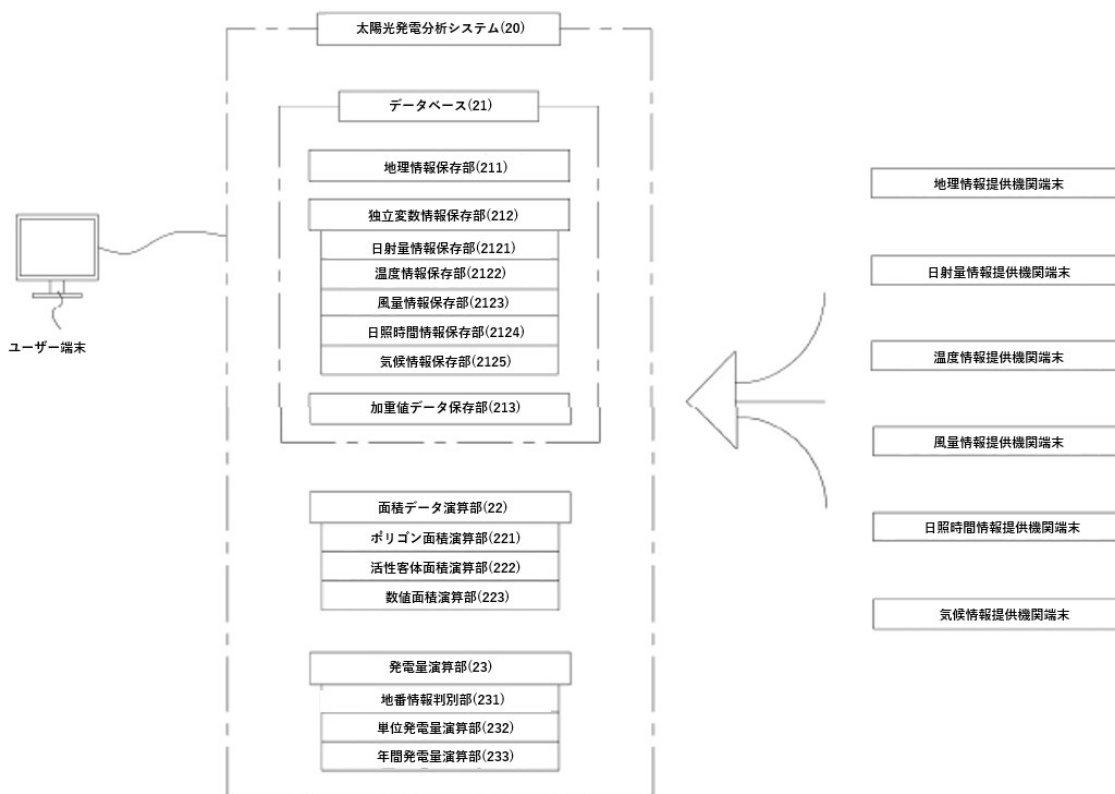 太陽光発電分析システム(20)
データベース(21)
地理情報保存部(211)
独立変数情報保存部(212)
日射量情報保存部(2121)
温度情報保存部(2122)
風量情報保存部(2123)
日照時間情報保存部(2124)
気候情報保存部(2125)
加重値データ保存部(213)
面積データ演算部(22)
ポリゴン面積演算部(221)
活性客体面積演算部(222)
数値面積演算部(223)
発電量演算部(23)
地番情報判別部(231)
単位発電量演算部(232)
年間発電量演算部(233)
ユーザー端末
地理情報提供機関端末
日射量情報提供機関端末
温度情報提供機関端末
風量情報提供機関端末
日照時間情報提供機関端末
気候情報提供機関端末